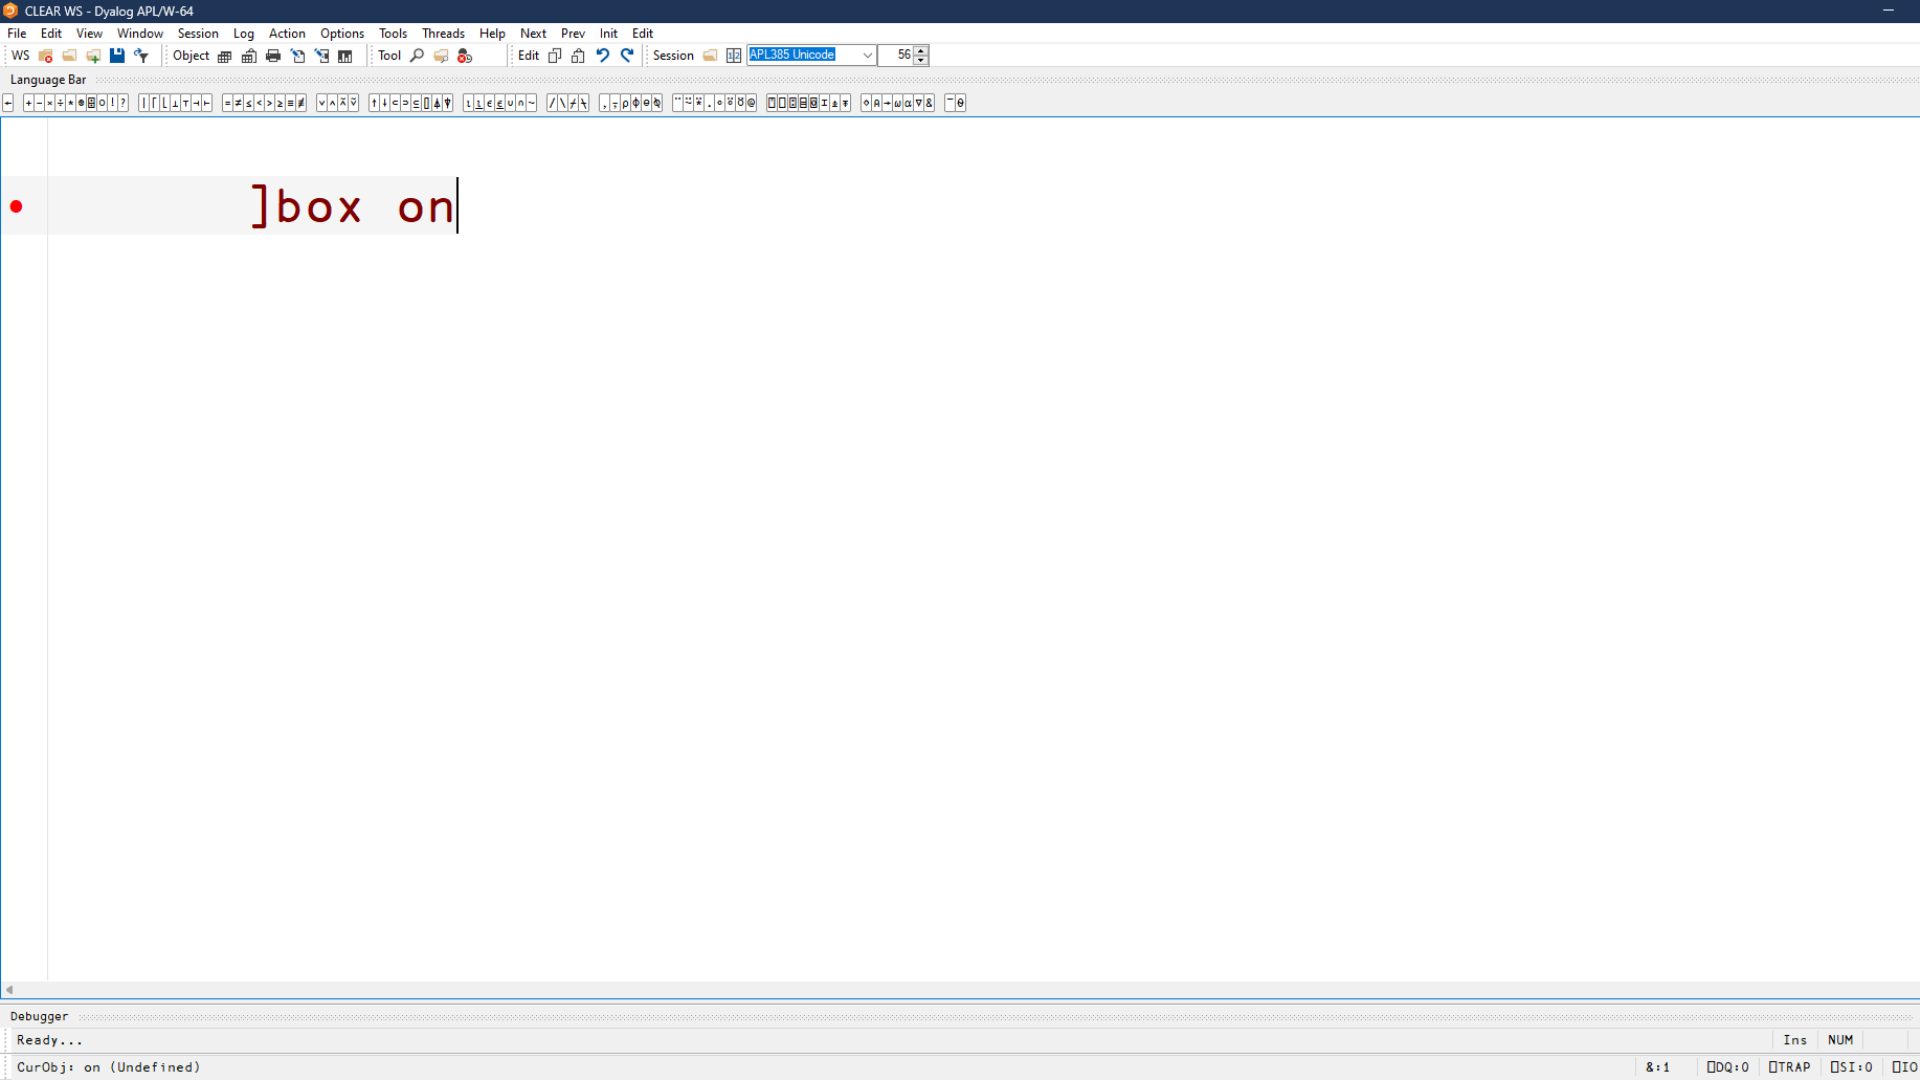 CLEAR WS - Dyalog APL/W-64
File Edit View Window Session Log Action Options Tools Threads Help Next Prev Init Edit
WS Object Tool Edit Session APL385 Unicode 56
Language Bar
← +-×÷*⍟⌹○!? |⌈⌊⊥⊤⊣⊢ =≠≤<>≥≡≢ ∨∧⍲⍱ ↑↓⊂⊃⊆⌷⍋⍒ ⍳⍸∊⍷∪∩~ /\⌿⍀ ,⍪⍴⌽⊖⍉ ¨⍨⍣.∘⍤⍥@ ⍞⎕⍠⌸⌺⌶⍎⍕ ⋄⍝→⍵⍺∇& ¯⍬
]box on
Debugger
Ready...
Ins NUM
CurObj: on (Undefined)
&:1 ⎕DQ:0 ⎕TRAP ⎕SI:0 ⎕IO